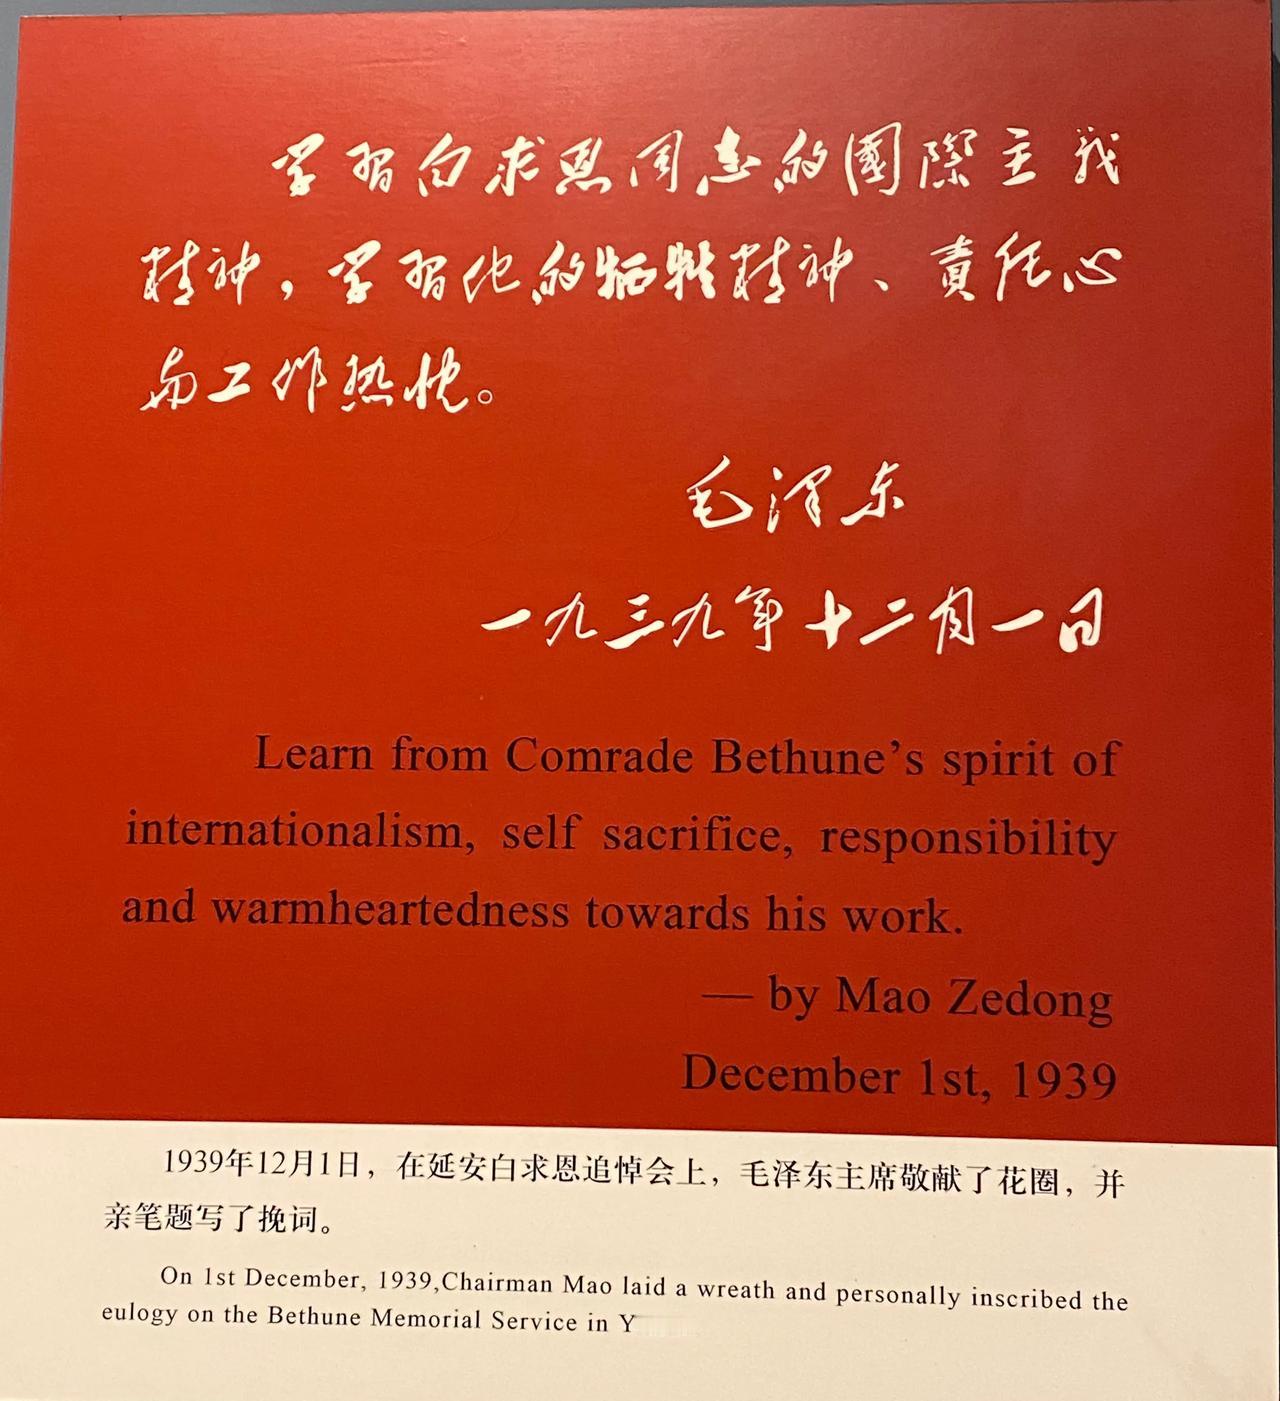 学习白求恩同志的國際主義
精神，学习他的牺牲精神、責任心
与工作热忱。
毛泽东
一九三九年十二月一日
Learn from Comrade Bethune’s spirit of
internationalism, self sacrifice, responsibility
and warmheartedness towards his work.
— by Mao Zedong
December 1st, 1939
1939年12月1日，在延安白求恩追悼会上，毛泽东主席敬献了花圈，并
亲笔题写了挽词。
On 1st December, 1939,Chairman Mao laid a wreath and personally inscribed the
eulogy on the Bethune Memorial Service in Y